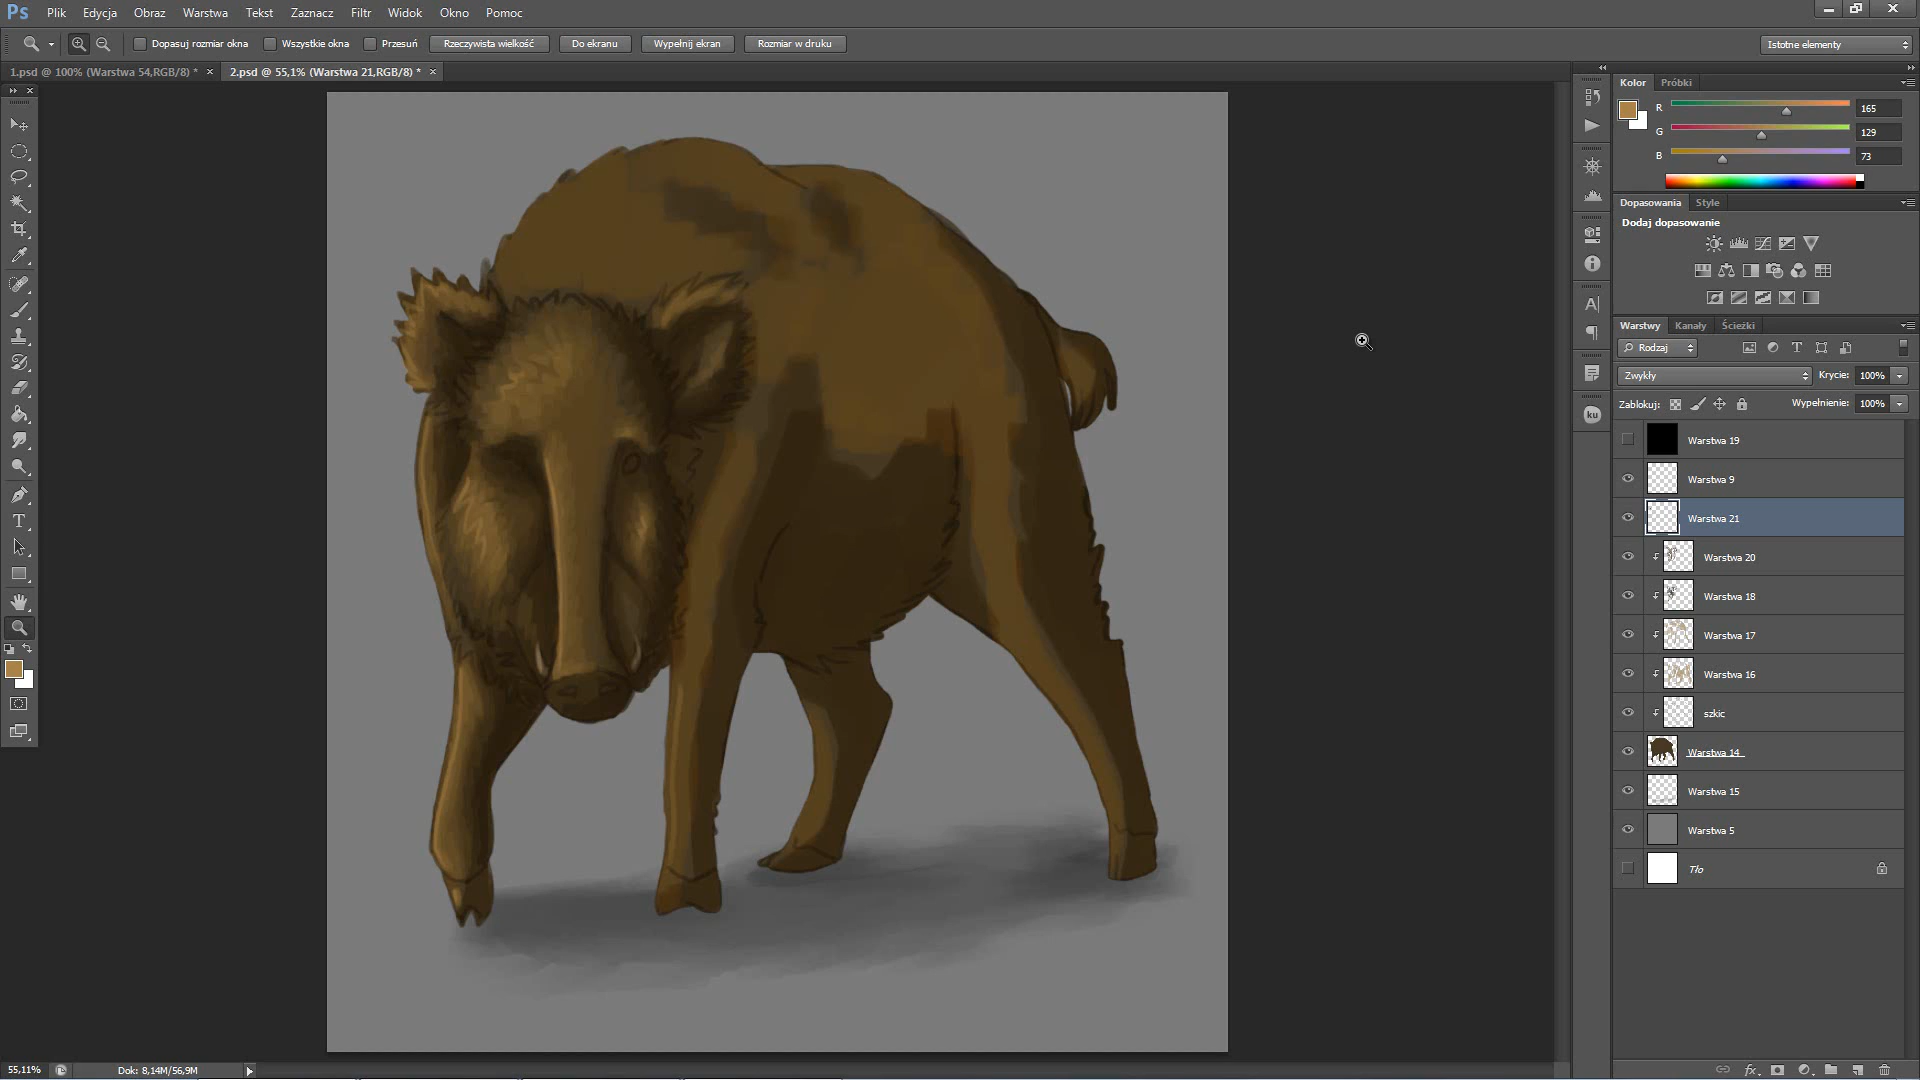 Ps Plik Edycja Obraz Warstwa Tekst Zaznacz Filtr Widok Okno Pomoc
Dopasuj rozmiar okna Wszystkie okna Przesuń Rzeczywista wielkość Do ekranu Wypełnij ekran Rozmiar w druku Istotne elementy
1.psd @ 100% (Warstwa 54,RGB/8) * × 2.psd @ 55,1% (Warstwa 21,RGB/8) * ×
Kolor Próbki
R 165
G 129
B 73
Dopasowania Style
Dodaj dopasowanie
Warstwy Kanały Ścieżki
Rodzaj
Zwykły Krycie: 100%
Zablokuj: Wypełnienie: 100%
Warstwa 19
Warstwa 9
Warstwa 21
Warstwa 20
Warstwa 18
Warstwa 17
Warstwa 16
szkic
Warstwa 14
Warstwa 15
Warstwa 5
Tło
ku
fx
55,11% Dok: 8,14M/56,9M